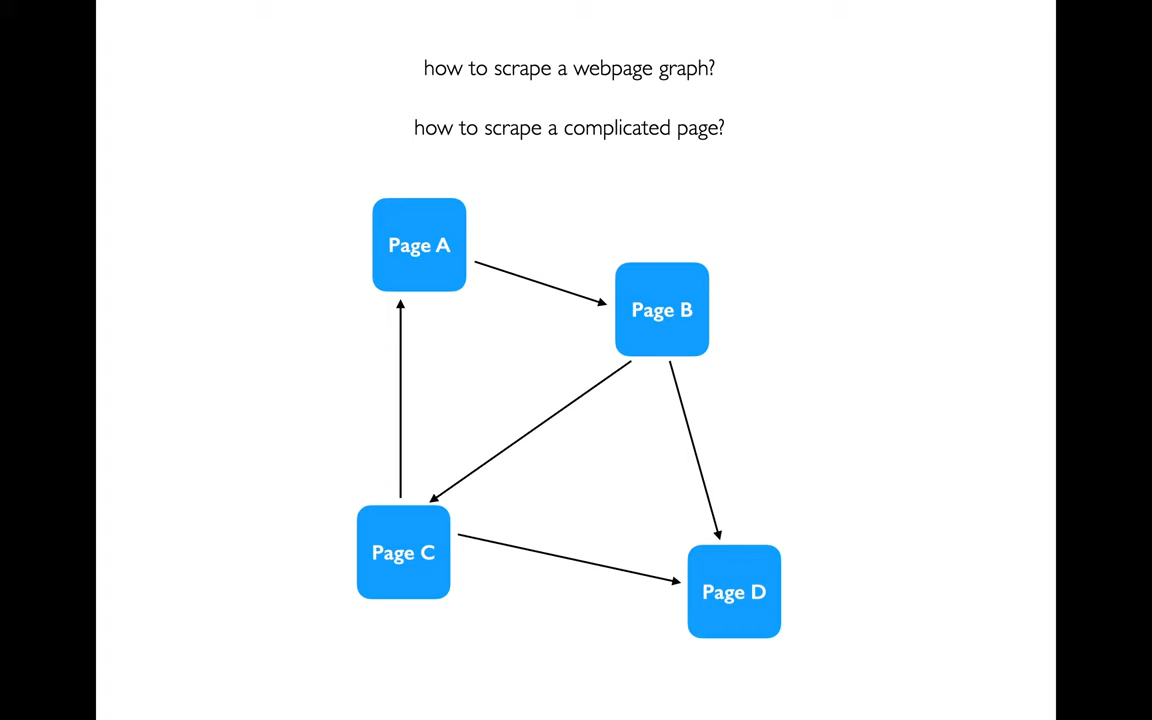 how to scrape a webpage graph?
how to scrape a complicated page?
Page A
Page B
Page C
Page D